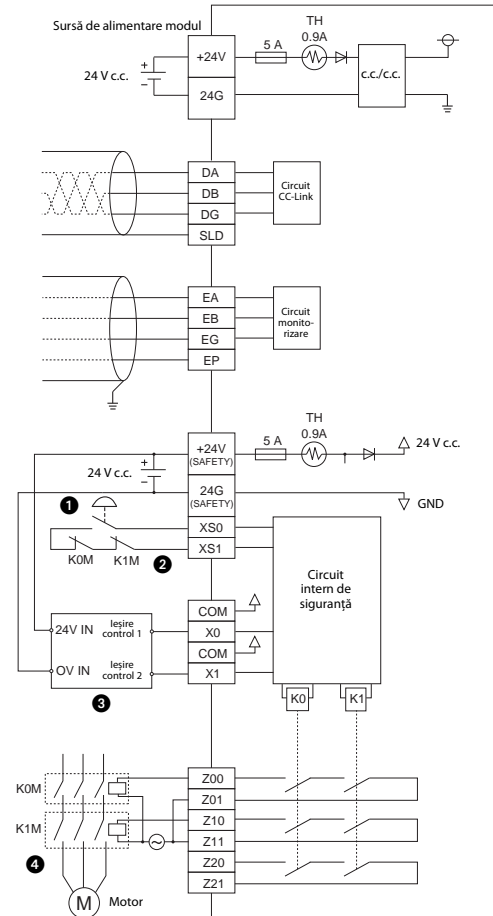 Sursă de alimentare modul
TH
0.9A
+24V
5 A
24 V c.c.
+
–
c.c./c.c.
24G
DA
DB
DG
SLD
Circuit
CC-Link
EA
EB
EG
EP
Circuit
monito-
rizare
TH
0.9A
+24V
(SAFETY)
5 A
24 V c.c.
24 V c.c.
+
–
24G
(SAFETY)
GND
1
XS0
XS1
K0M
K1M
2
Circuit
intern de
siguranță
COM
X0
COM
X1
24V IN
Ieșire
control 1
OV IN
Ieșire
control 2
3
K0
K1
K0M
K1M
Z00
Z01
Z10
Z11
Z20
Z21
4
M
Motor